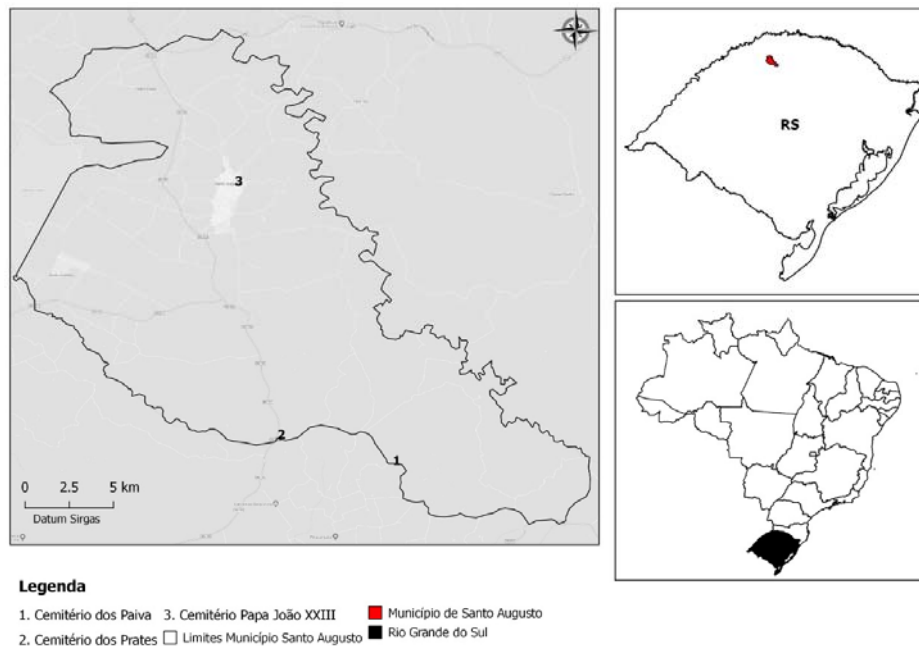 3
2
1
0 2.5 5 km
Datum Sirgas
RS
Legenda
1. Cemitério dos Paiva 3. Cemitério Papa João XXIII Município de Santo Augusto
2. Cemitério dos Prates Limites Município Santo Augusto Rio Grande do Sul